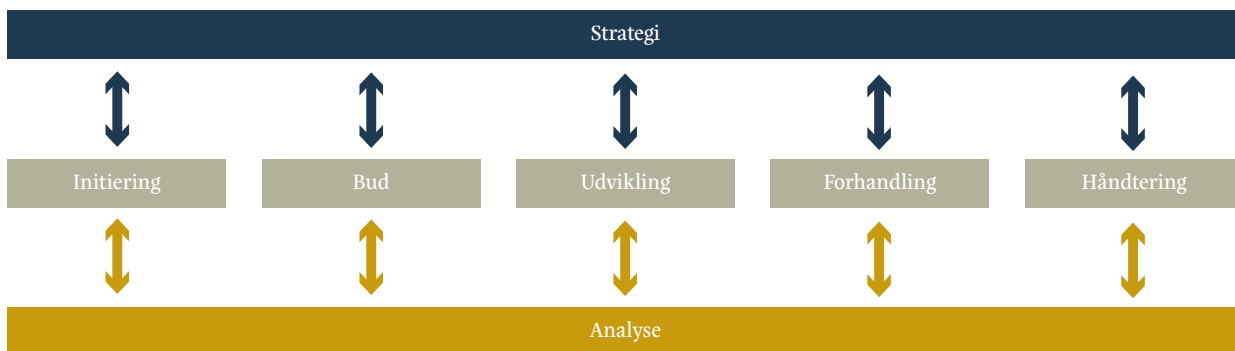 Strategi
Initiering
Bud
Udvikling
Forhandling
Håndtering
Analyse